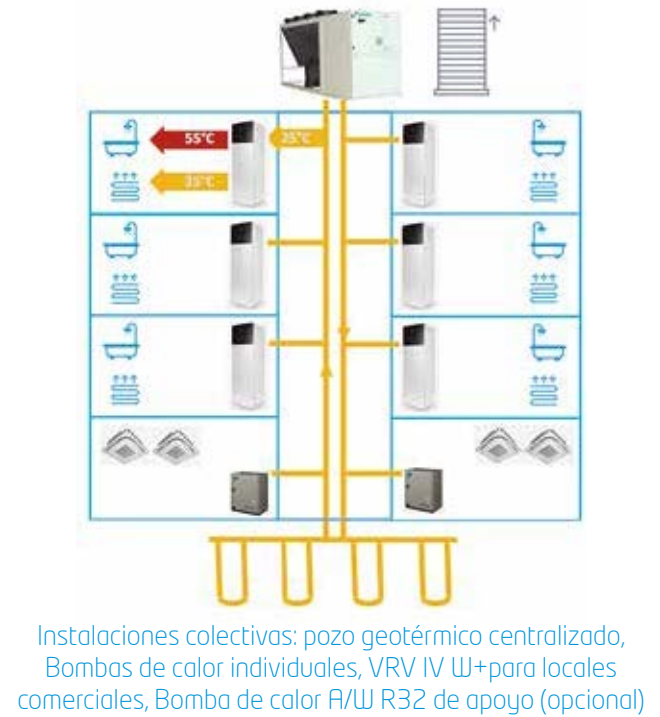 55°C
35°C
35°C
Instalaciones colectivas: pozo geotérmico centralizado,
Bombas de calor individuales, VRV IV W+para locales
comerciales, Bomba de calor A/W R32 de apoyo (opcional)